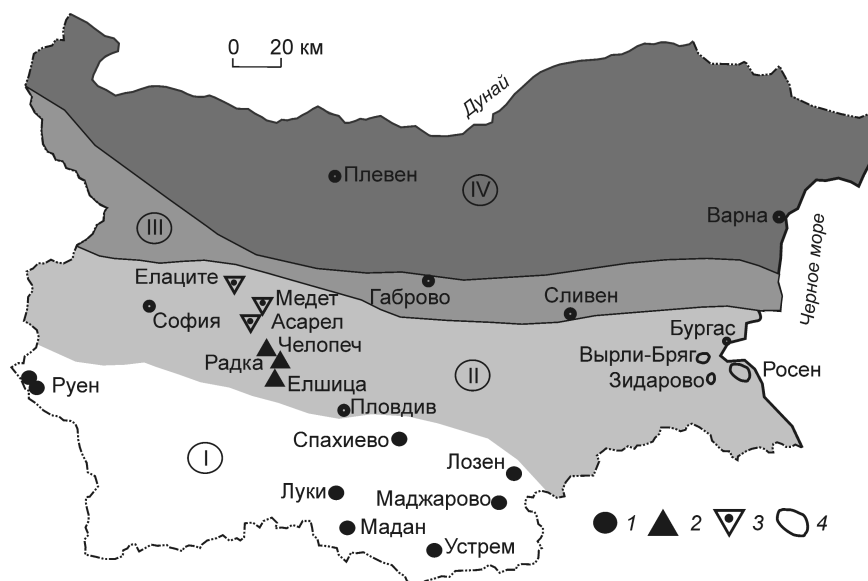 0 20 км
Дунай
Плевен
IV
Варна
III
Черное море
Елаците
Медет
Габрово
Сливен
София
Асарел
Бургас
Челопеч
Вырли-Бряг
Радка
Росен
II
Зидарово
Елшица
Руен
Пловдив
Спахиево
I
Лозен
Луки
Маджарово
1 2 3 4
Мадан
Устрем